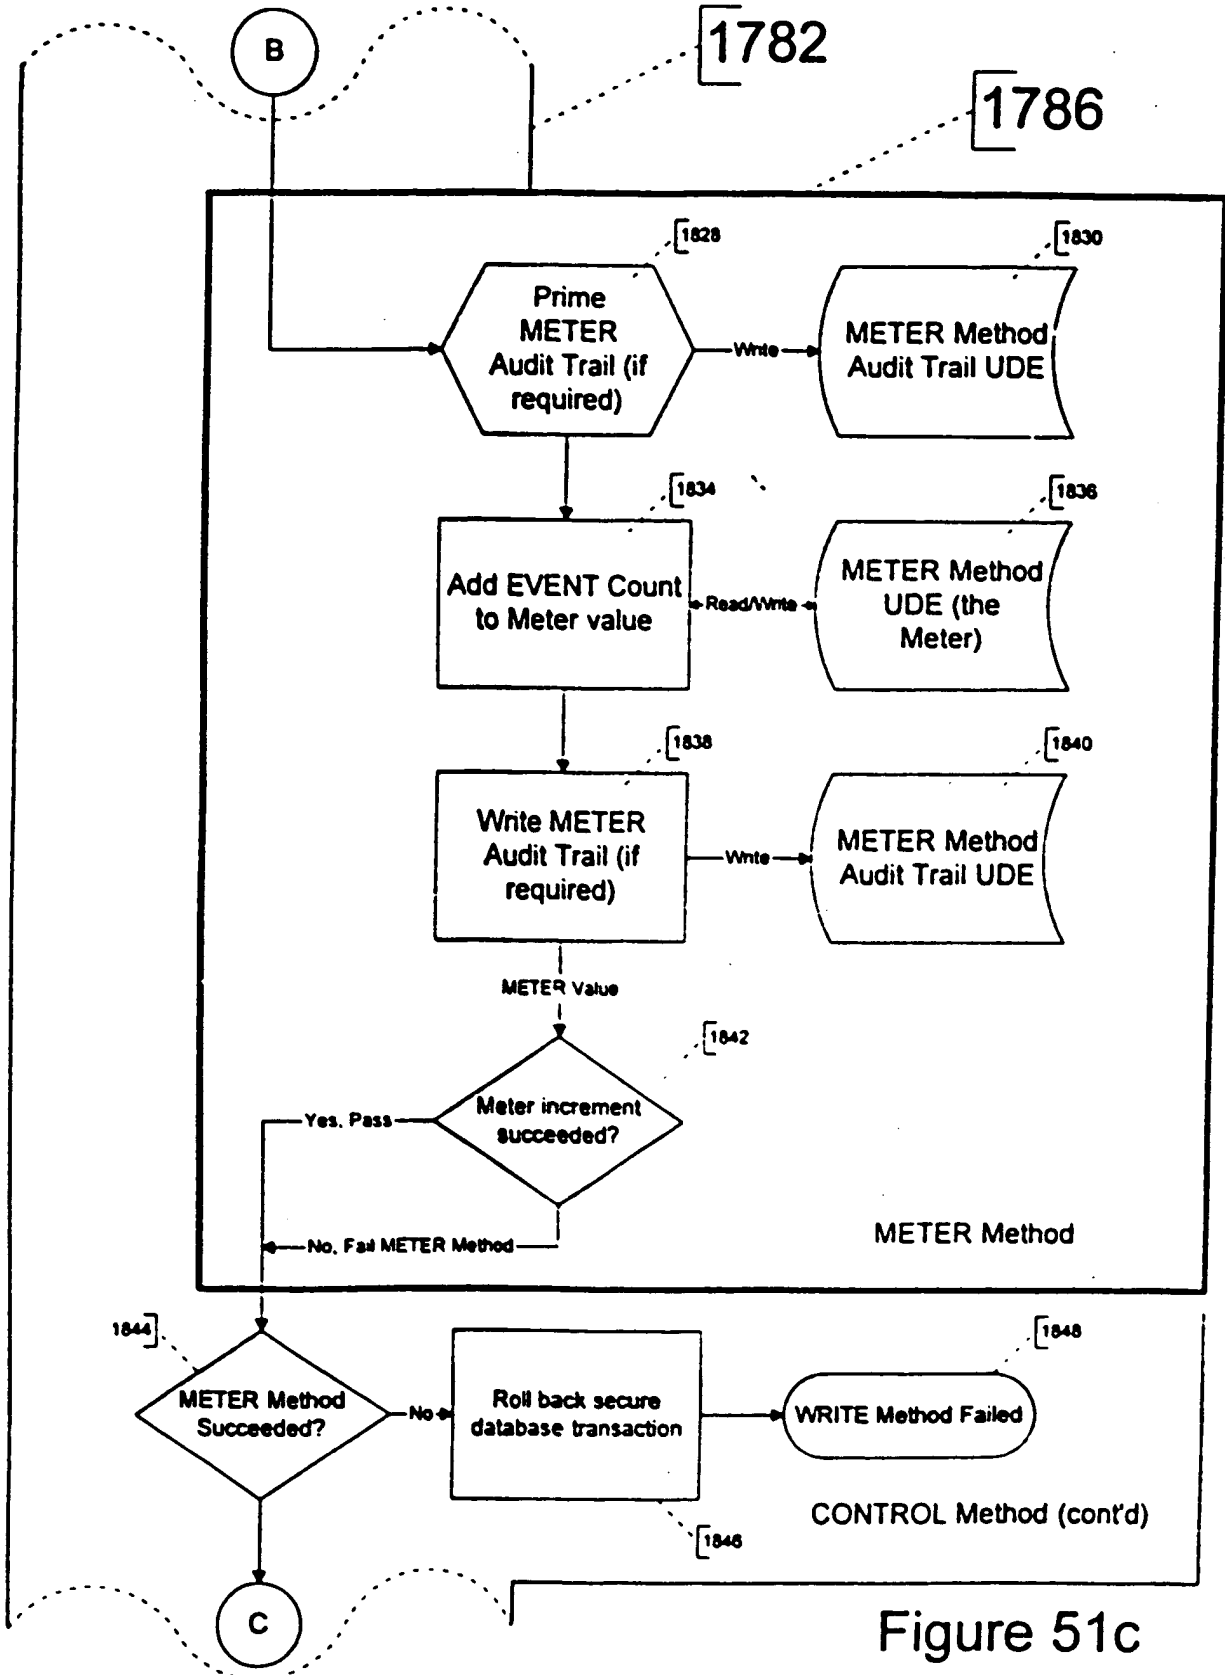 B
1782
1786
1828
1830
Prime
METER
Audit Trail (if
required)
Write
METER Method
Audit Trail UDE
1834
1836
Add EVENT Count
to Meter value
Read/Write
METER Method
UDE (the
Meter)
1838
1840
Write METER
Audit Trail (if
required)
Write
METER Method
Audit Trail UDE
METER Value
1842
Meter increment
succeeded?
Yes, Pass
No, Fail METER Method
METER Method
1844
1848
METER Method
Succeeded?
No
Roll back secure
database transaction
WRITE Method Failed
1846
CONTROL Method (cont'd)
C
Figure 51c